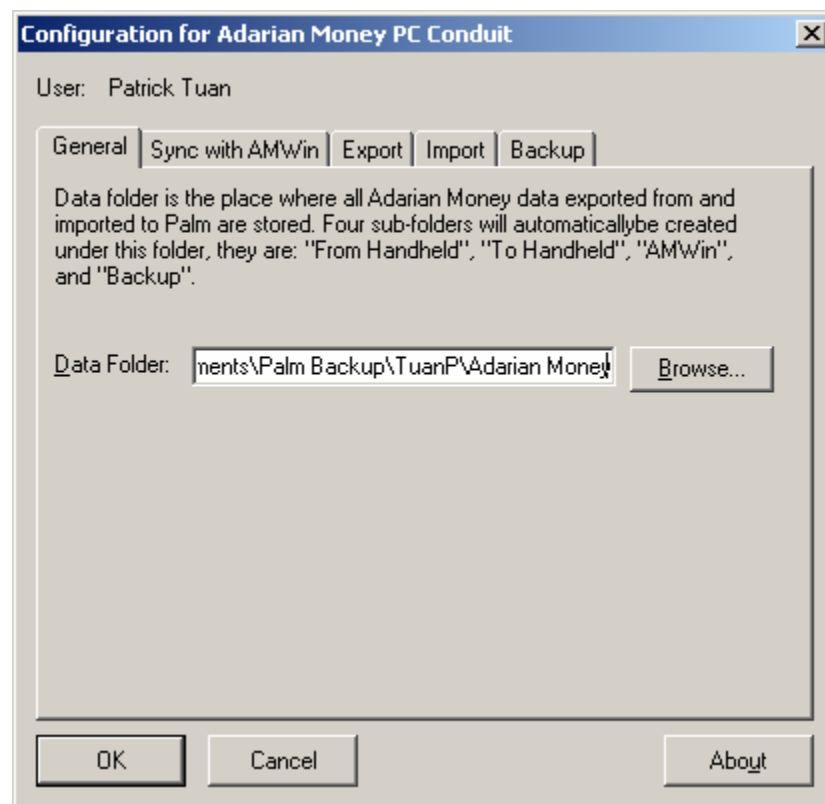 Configuration for Adarian Money PC Conduit
User: Patrick Tuan
General Sync with AMWin Export Import Backup
Data folder is the place where all Adarian Money data exported from and
imported to Palm are stored. Four sub-folders will automaticallybe created
under this folder, they are: "From Handheld", "To Handheld", "AMWin",
and "Backup".
Data Folder: ments\Palm Backup\TuanP\Adarian Money Browse...
OK Cancel About